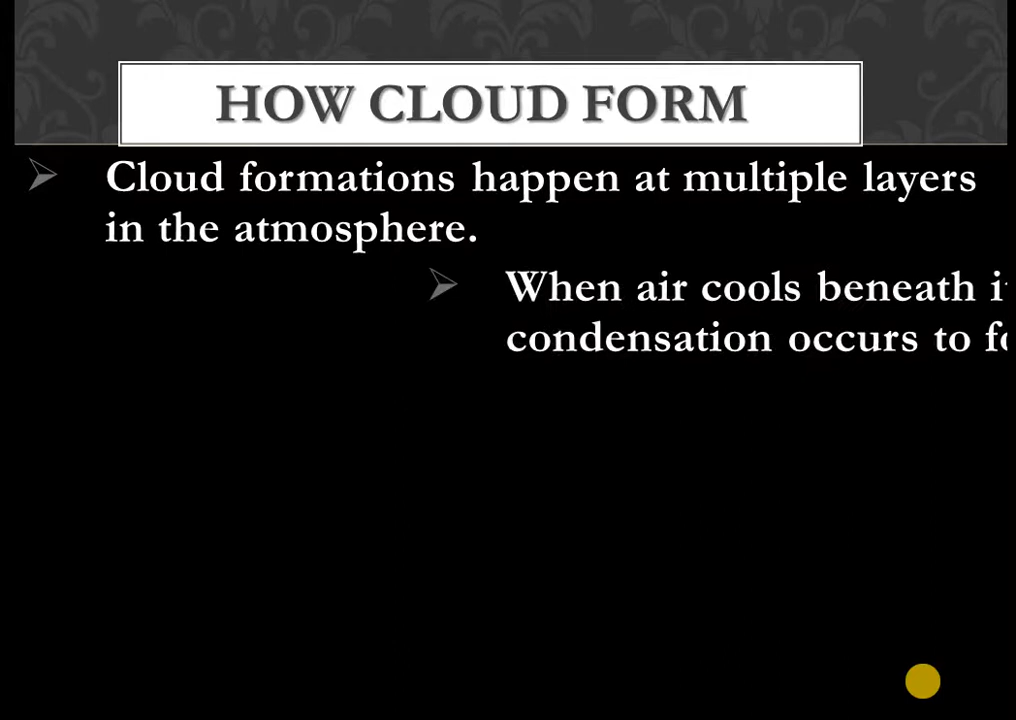 HOW CLOUD FORM
Cloud formations happen at multiple layers
in the atmosphere.
When air cools beneath
condensation occurs to